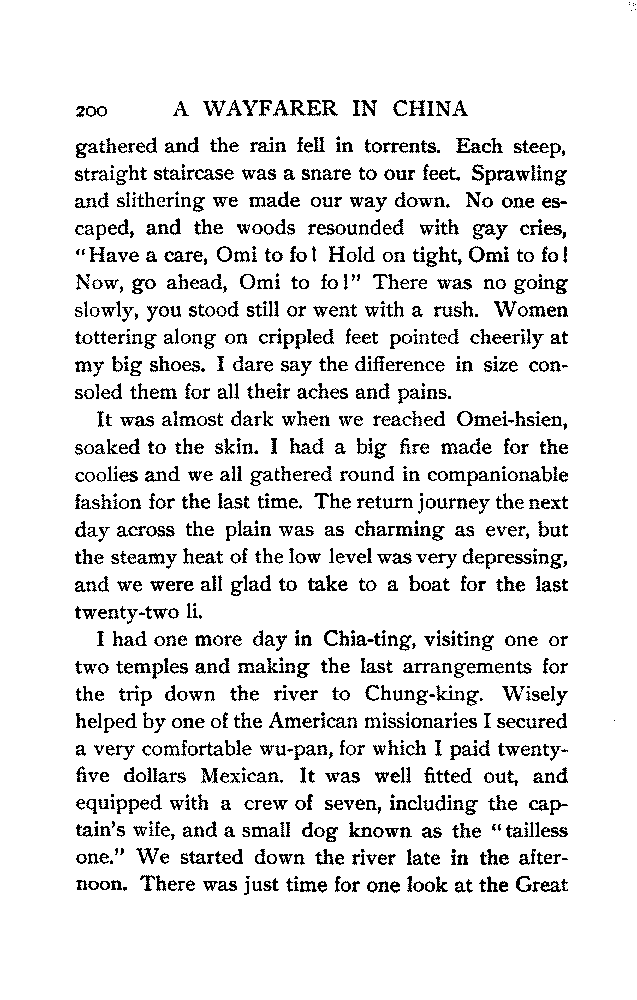 200 A WAYFARER IN CHINA
gathered and the rain fell in torrents. Each steep,
straight staircase was a snare to our feet. Sprawling
and slithering we made our way down. No one es-
caped, and the woods resounded with gay cries,
"Have a care, Omi to fo! Hold on tight, Omi to fo!
Now, go ahead, Omi to fo!" There was no going
slowly, you stood still or went with a rush. Women
tottering along on crippled feet pointed cheerily at
my big shoes. I dare say the difference in size con-
soled them for all their aches and pains.
It was almost dark when we reached Omei-hsien,
soaked to the skin. I had a big fire made for the
coolies and we all gathered round in companionable
fashion for the last time. The return journey the next
day across the plain was as charming as ever, but
the steamy heat of the low level was very depressing,
and we were all glad to take to a boat for the last
twenty-two li.
I had one more day in Chia-ting, visiting one or
two temples and making the last arrangements for
the trip down the river to Chung-king. Wisely
helped by one of the American missionaries I secured
a very comfortable wu-pan, for which I paid twenty-
five dollars Mexican. It was well fitted out, and
equipped with a crew of seven, including the cap-
tain's wife, and a small dog known as the "tailless
one." We started down the river late in the after-
noon. There was just time for one look at the Great